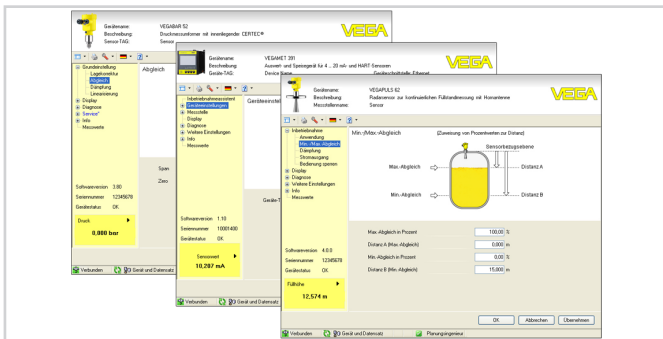 Gerätename: VEGABAR 52
Beschreibung: Druckmessumformer mit innenliegender CERTEC®
Sensor-TAG: Sensor
VEGA
Grundeinstellung
Lagekorrektur
Abgleich
Dämpfung
Linearisierung
Display
Diagnose
Service
Info
Messwerte
Abgleich
Span
Zero
Softwareversion 3.80
Seriennummer 12345678
Gerätestatus OK
Druck
0,000 bar
Verbunden
Gerät und Datensatz
Gerätename: VEGAMET 391
Beschreibung: Auswert- und Speisegerät für 4 ... 20 mA- und HART-Sensoren
Geräte-TAG: Device Name
Geräteschnittstelle: Ethernet
VEGA
Inbetriebnahmeassistent
Geräteeinstellungen
Messstelle
Display
Diagnose
Weitere Einstellungen
Info
Messwerte
Geräteeinstel
Geräte-T
Softwareversion 1.10
Seriennummer 10001400
Gerätestatus OK
Sensorwert
10,207 mA
Verbunden
Gerät und Datensatz
Gerätename: VEGAPULS 62
Beschreibung: Radarsensor zur kontinuierlichen Füllstandmessung mit Hornantenne
Messstellenname: Sensor
VEGA
Inbetriebnahme
Anwendung
Min.-/Max.-Abgleich
Dämpfung
Stromausgang
Bedienung sperren
Display
Diagnose
Weitere Einstellungen
Info
Messwerte
Min.-/Max.-Abgleich (Zuweisung von Prozentwerten zur Distanz)
Sensorbezugsebene
Max.-Abgleich
Distanz A
Min.-Abgleich
Distanz B
Max.-Abgleich in Prozent 100,00 %
Distanz A (Max.-Abgleich) 0,000 m
Min.-Abgleich in Prozent 0,00 %
Distanz B (Min.-Abgleich) 15,000 m
Softwareversion 4.0.0
Seriennummer 12345678
Gerätestatus OK
Füllhöhe
12,574 m
OK Abbrechen Übernehmen
Verbunden
Gerät und Datensatz
Planungsingenieur